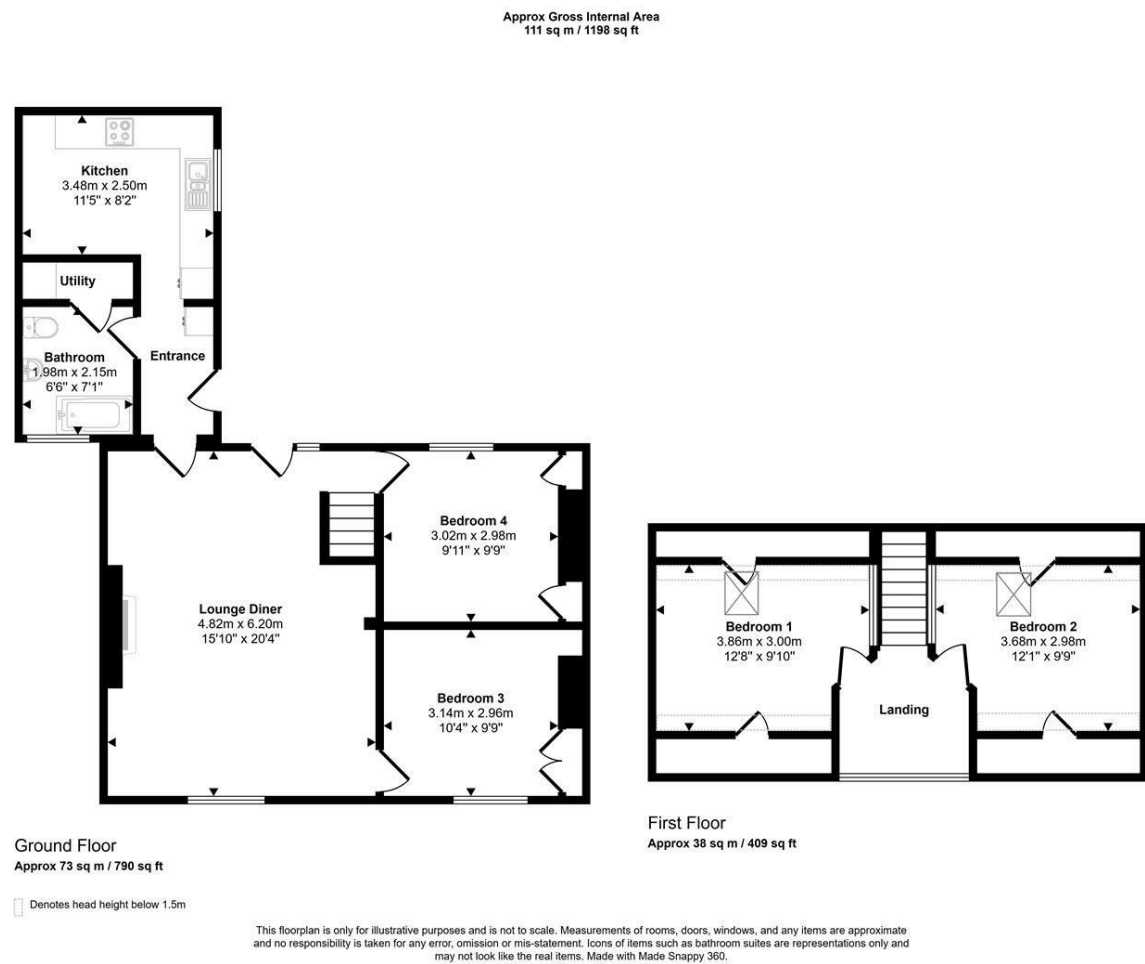 Approx Gross Internal Area
111 sq m / 1198 sq ft
Kitchen
3.48m x 2.50m
11'5" x 8'2"
Utility
Bathroom
1.98m x 2.15m
6'6" x 7'1"
Entrance
Lounge Diner
4.82m x 6.20m
15'10" x 20'4"
Bedroom 4
3.02m x 2.98m
9'11" x 9'9"
Bedroom 3
3.14m x 2.96m
10'4" x 9'9"
Bedroom 1
3.86m x 3.00m
12'8" x 9'10"
Bedroom 2
3.68m x 2.98m
12'1" x 9'9"
Landing
Ground Floor
Approx 73 sq m / 790 sq ft
First Floor
Approx 38 sq m / 409 sq ft
Denotes head height below 1.5m
This floorplan is only for illustrative purposes and is not to scale. Measurements of rooms, doors, windows, and any items are approximate
and no responsibility is taken for any error, omission or mis-statement. Icons of items such as bathroom suites are representations only and
may not look like the real items. Made with Made Snappy 360.